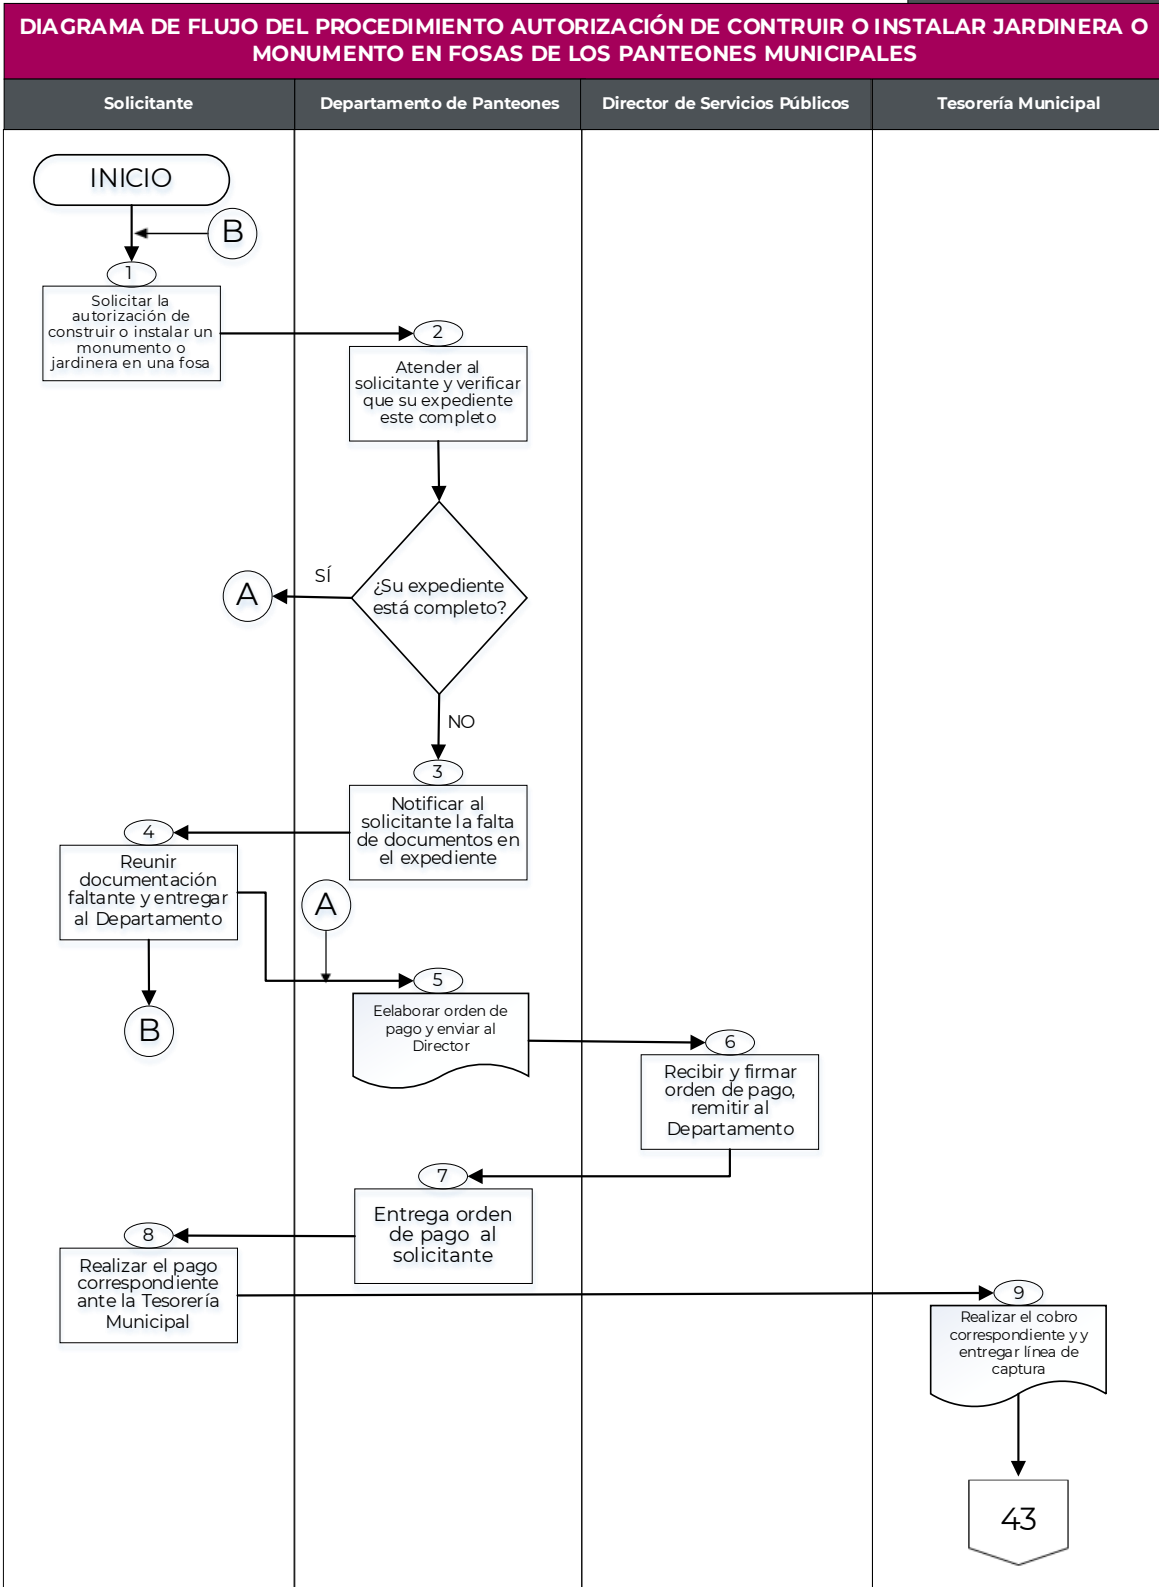 DIAGRAMA DE FLUJO DEL PROCEDIMIENTO AUTORIZACIÓN DE CONTRUIR O INSTALAR JARDINERA O
MONUMENTO EN FOSAS DE LOS PANTEONES MUNICIPALES
Solicitante
Departamento de Panteones
Director de Servicios Públicos
Tesorería Municipal
INICIO
B
1
Solicitar la
autorización de
construir o instalar un
monumento o
jardinera en una fosa
2
Atender al
solicitante y verificar
que su expediente
este completo
¿Su expediente
está completo?
SÍ
A
NO
3
Notificar al
solicitante la falta
de documentos en
el expediente
4
Reunir
documentación
faltante y entregar
al Departamento
B
A
5
Eelaborar orden de
pago y enviar al
Director
6
Recibir y firmar
orden de pago,
remitir al
Departamento
7
Entrega orden
de pago al
solicitante
8
Realizar el pago
correspondiente
ante la Tesorería
Municipal
9
Realizar el cobro
correspondiente y y
entregar línea de
captura
43